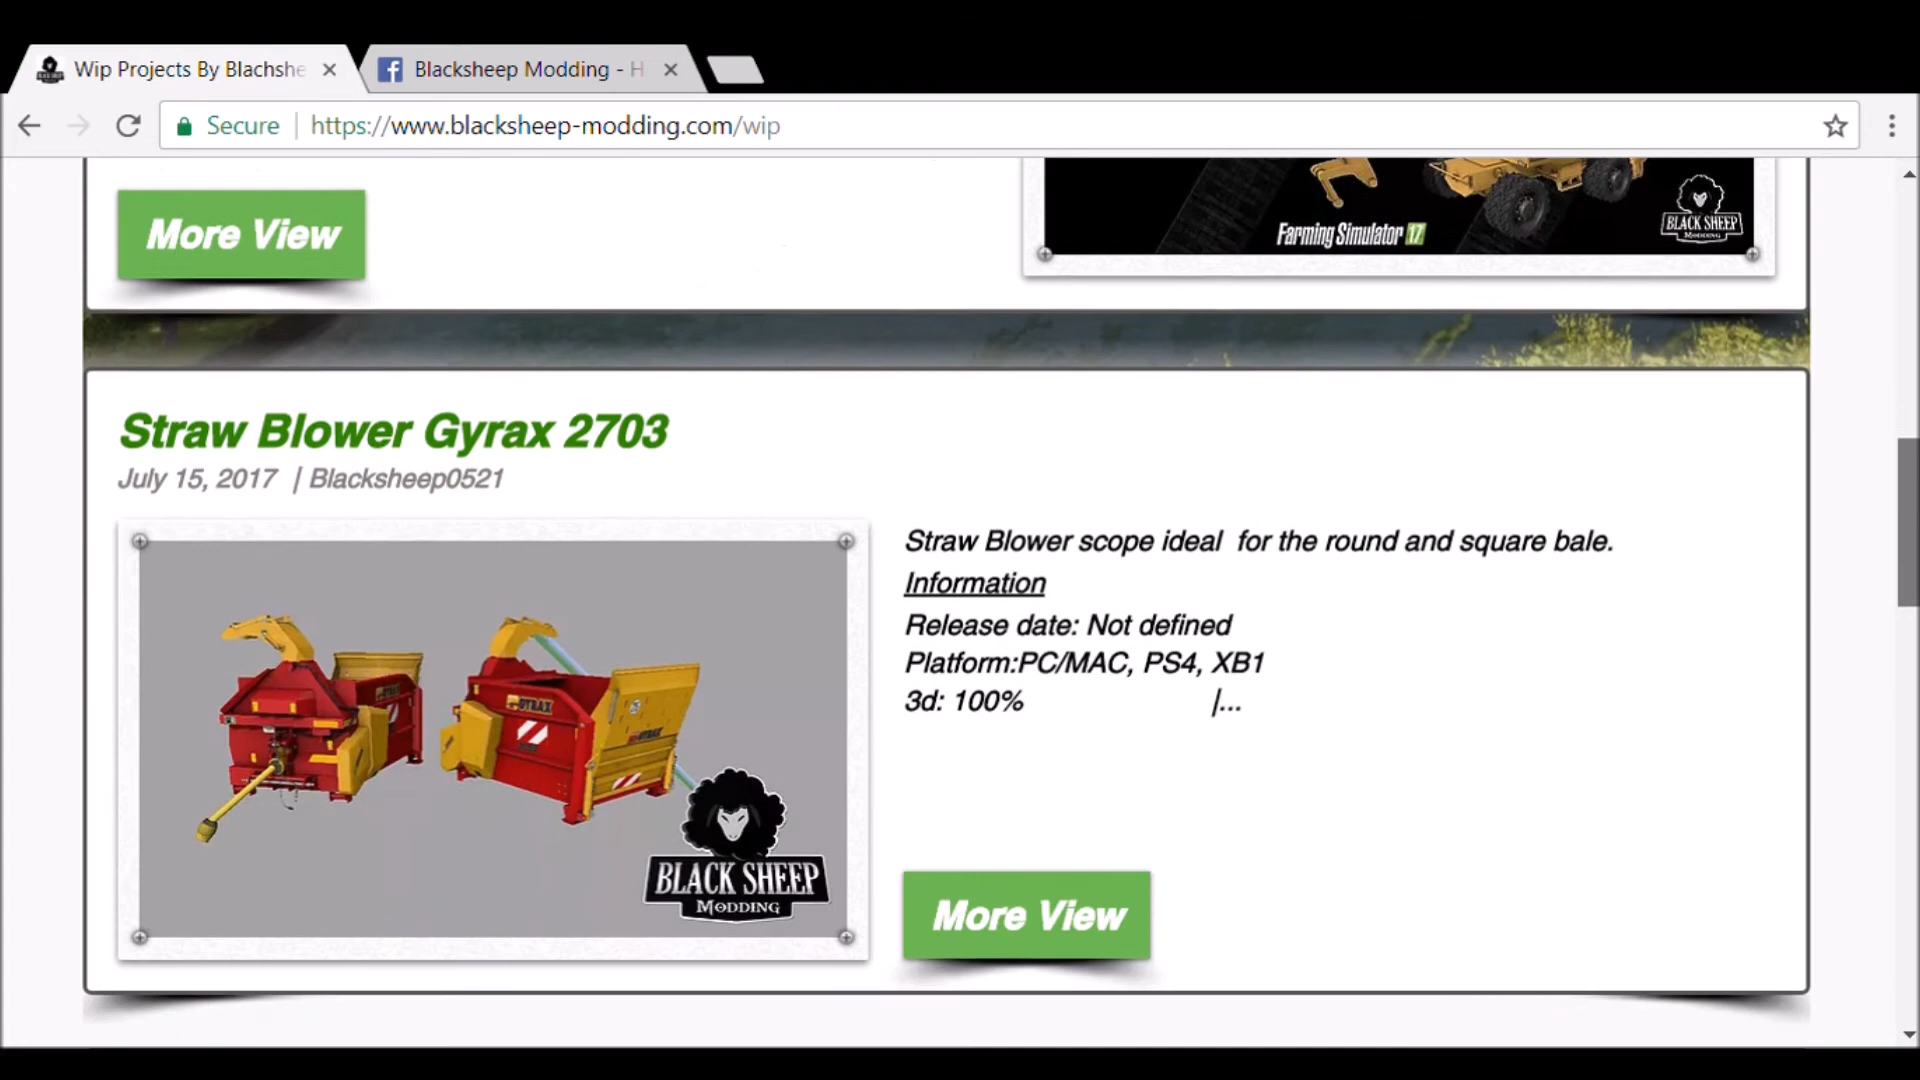 Wip Projects By Blachshe
Blacksheep Modding - H
Secure
https://www.blacksheep-modding.com/wip
More View
Farming Simulator 17
BLACK SHEEP
MODDING
Straw Blower Gyrax 2703
July 15, 2017 | Blacksheep0521
Straw Blower scope ideal for the round and square bale.
Information
Release date: Not defined
Platform:PC/MAC, PS4, XB1
3d: 100% |...
GYRAX
BLACK SHEEP
MODDING
More View